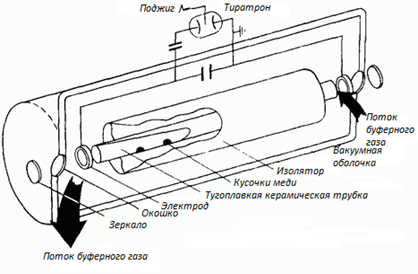 Поджиг
Тиратрон
Поток
буферного
газа
Вакуумная
оболочка
Изолятор
Кусочки меди
Тугоплавкая керамическая трубка
Электрод
Окошко
Зеркало
Поток буферного газа